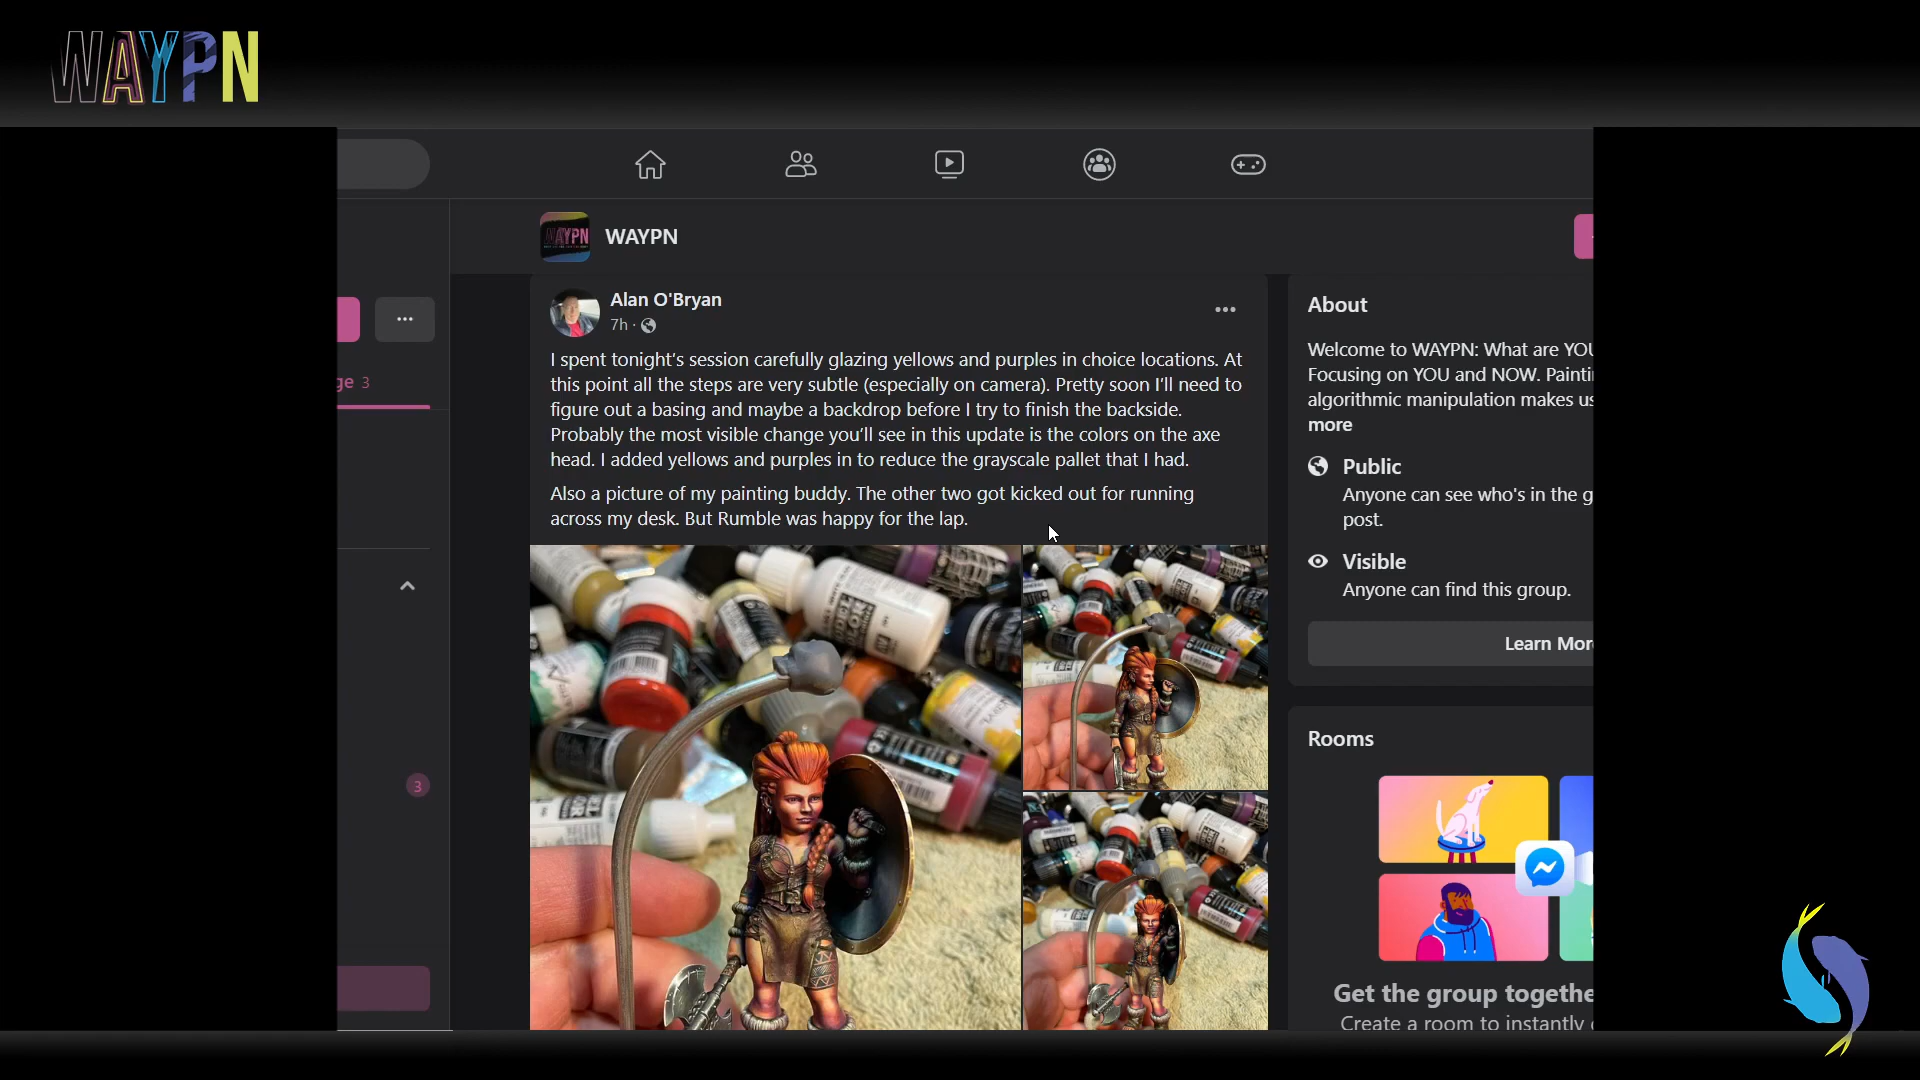 WAYPN
WAYPN
WAYPN
Alan O'Bryan
7h ·
I spent tonight's session carefully glazing yellows and purples in choice locations. At
this point all the steps are very subtle (especially on camera). Pretty soon I'll need to
figure out a basing and maybe a backdrop before I try to finish the backside.
Probably the most visible change you'll see in this update is the colors on the axe
head. I added yellows and purples in to reduce the grayscale pallet that I had.
Also a picture of my painting buddy. The other two got kicked out for running
across my desk. But Rumble was happy for the lap.
ge 3
3
About
Welcome to WAYPN: What are YOU
Focusing on YOU and NOW. Painti
algorithmic manipulation makes us
more
Public
Anyone can see who's in the g
post.
Visible
Anyone can find this group.
Learn More
Rooms
Get the group togethe
Create a room to instantly